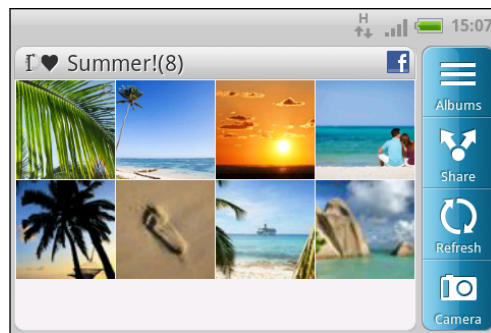 H
15:07
I♥ Summer!(8)
f
Albums
Share
Refresh
Camera